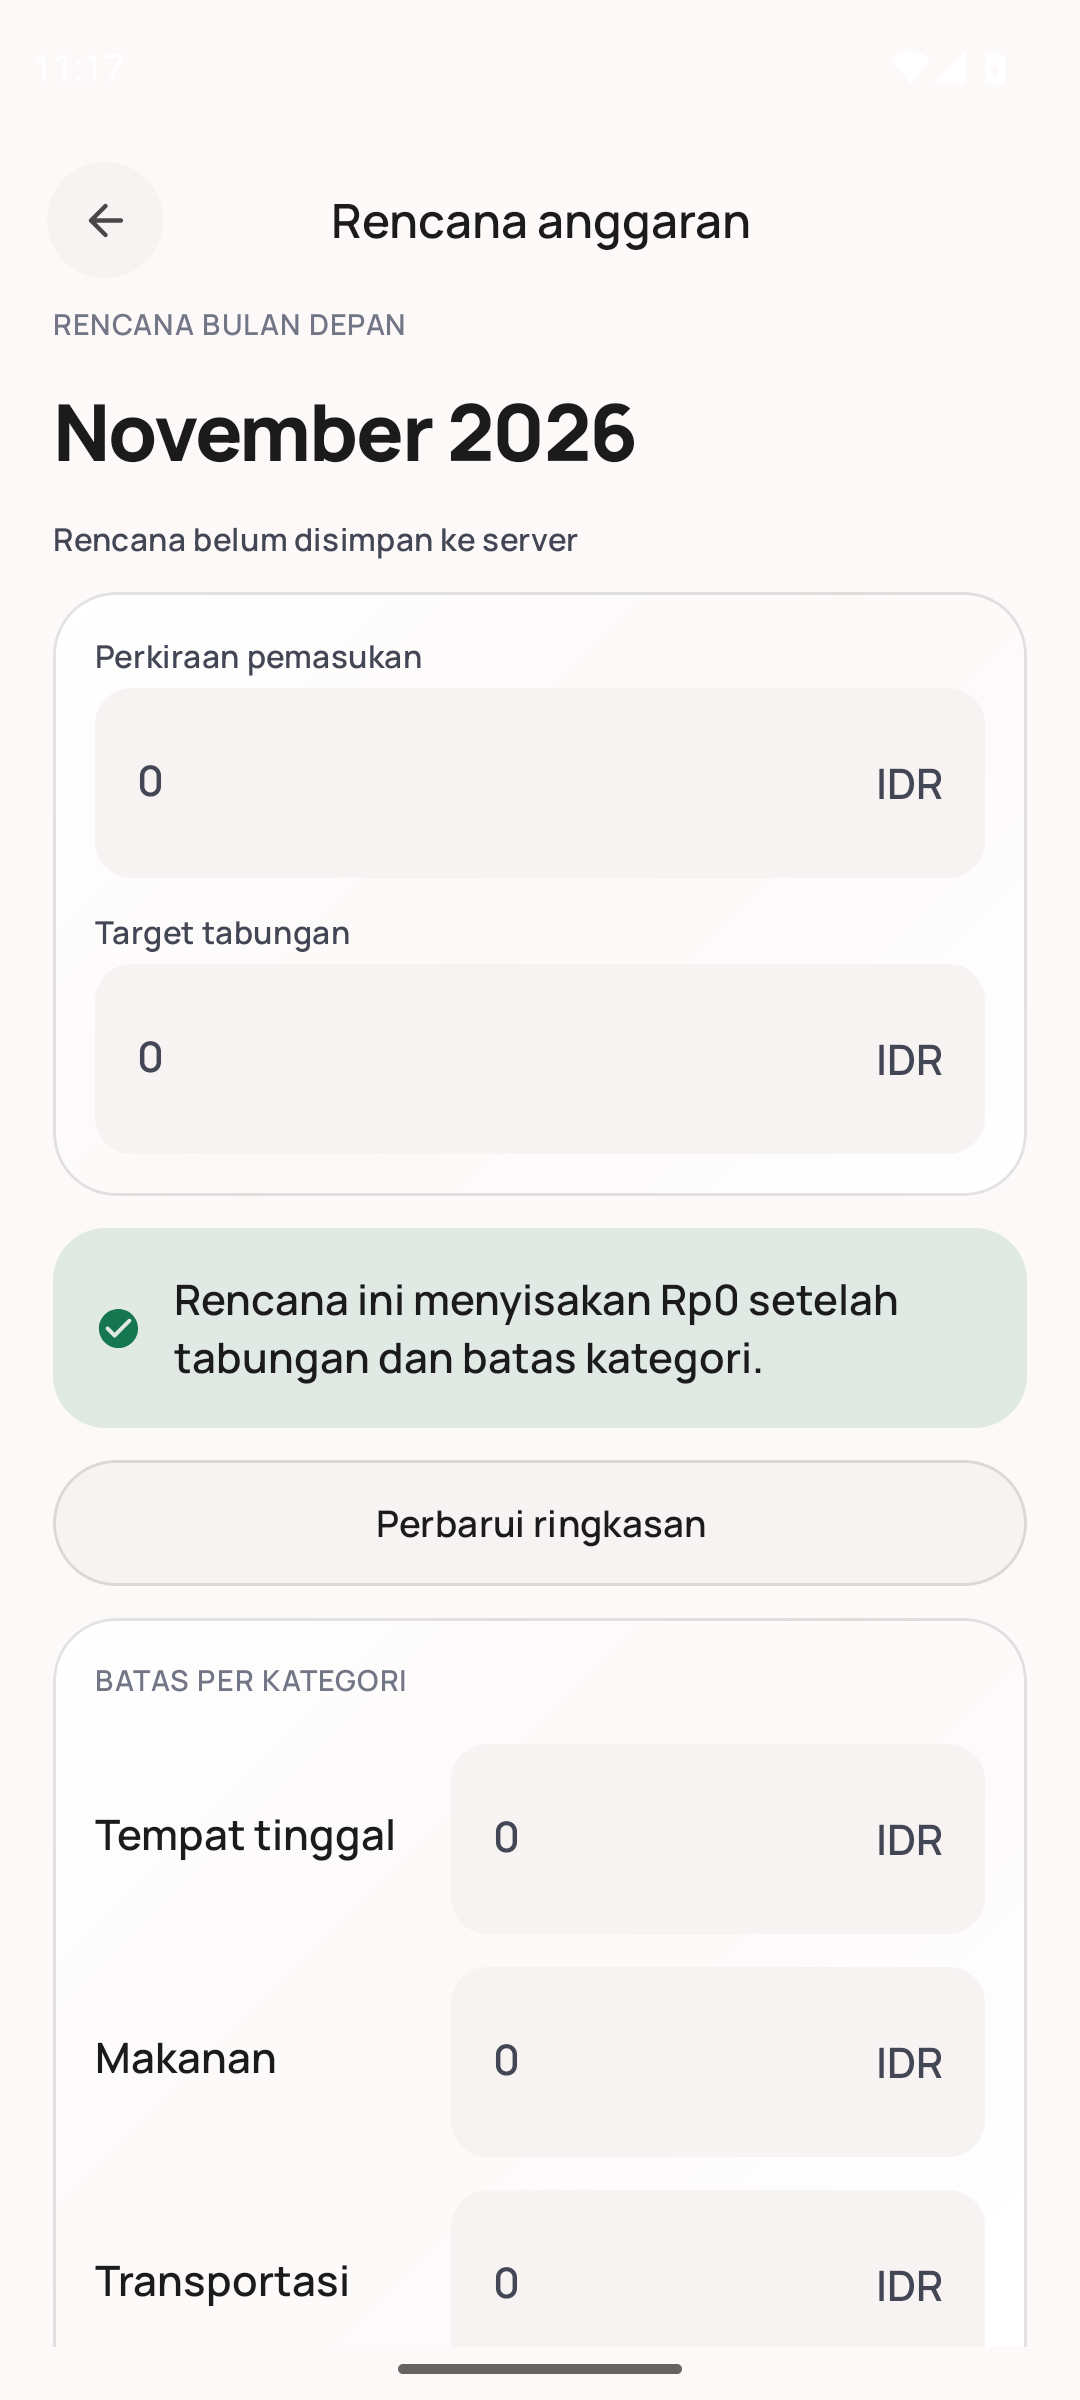 11:17
Rencana anggaran
RENCANA BULAN DEPAN
November 2026
Rencana belum disimpan ke server
Perkiraan pemasukan
0 IDR
Target tabungan
0 IDR
Rencana ini menyisakan Rp0 setelah
tabungan dan batas kategori.
Perbarui ringkasan
BATAS PER KATEGORI
Tempat tinggal 0 IDR
Makanan 0 IDR
Transportasi 0 IDR